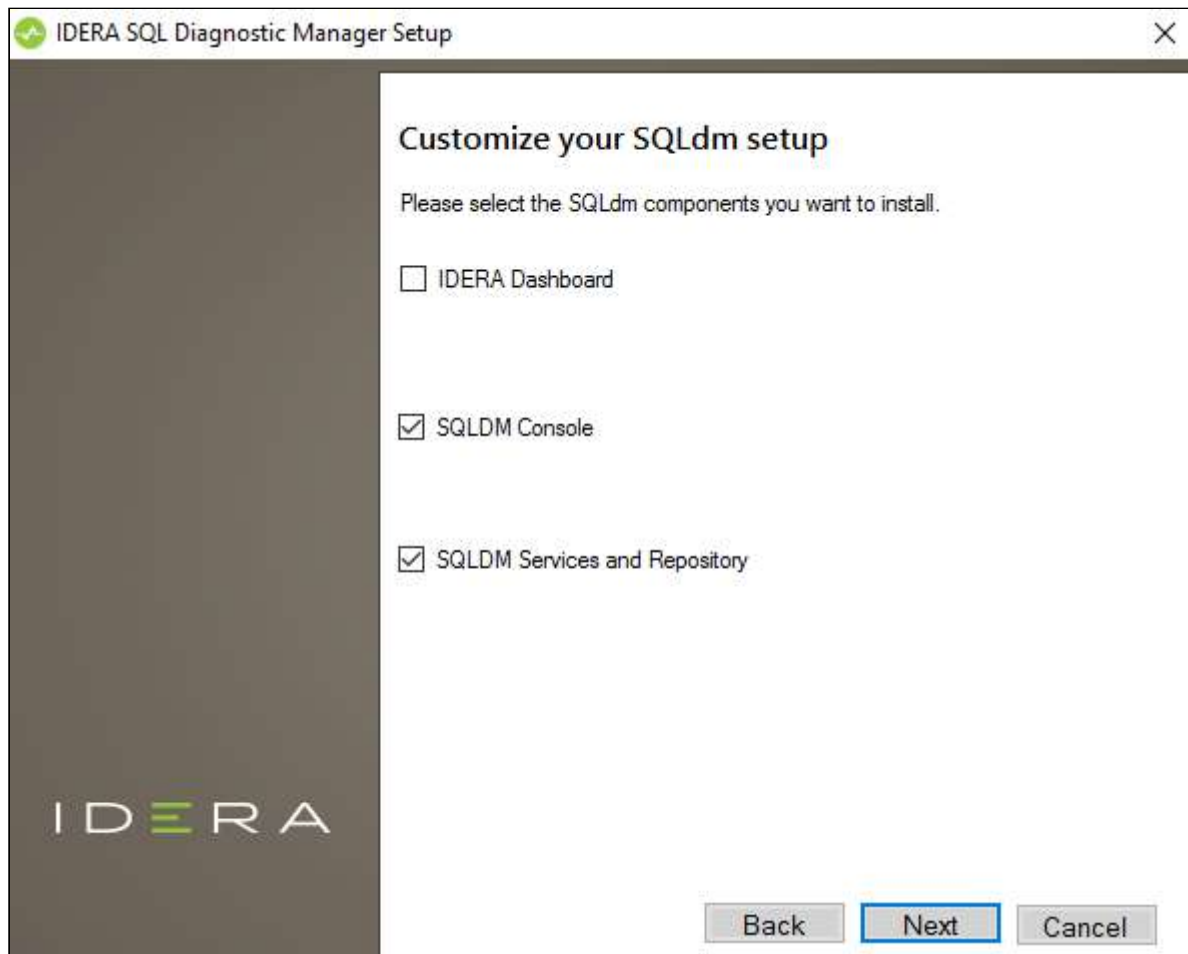 IDERA SQL Diagnostic Manager Setup
Customize your SQLdm setup
Please select the SQLdm components you want to install.
IDERA Dashboard
SQLDM Console
SQLDM Services and Repository
IDERA
Back Next Cancel